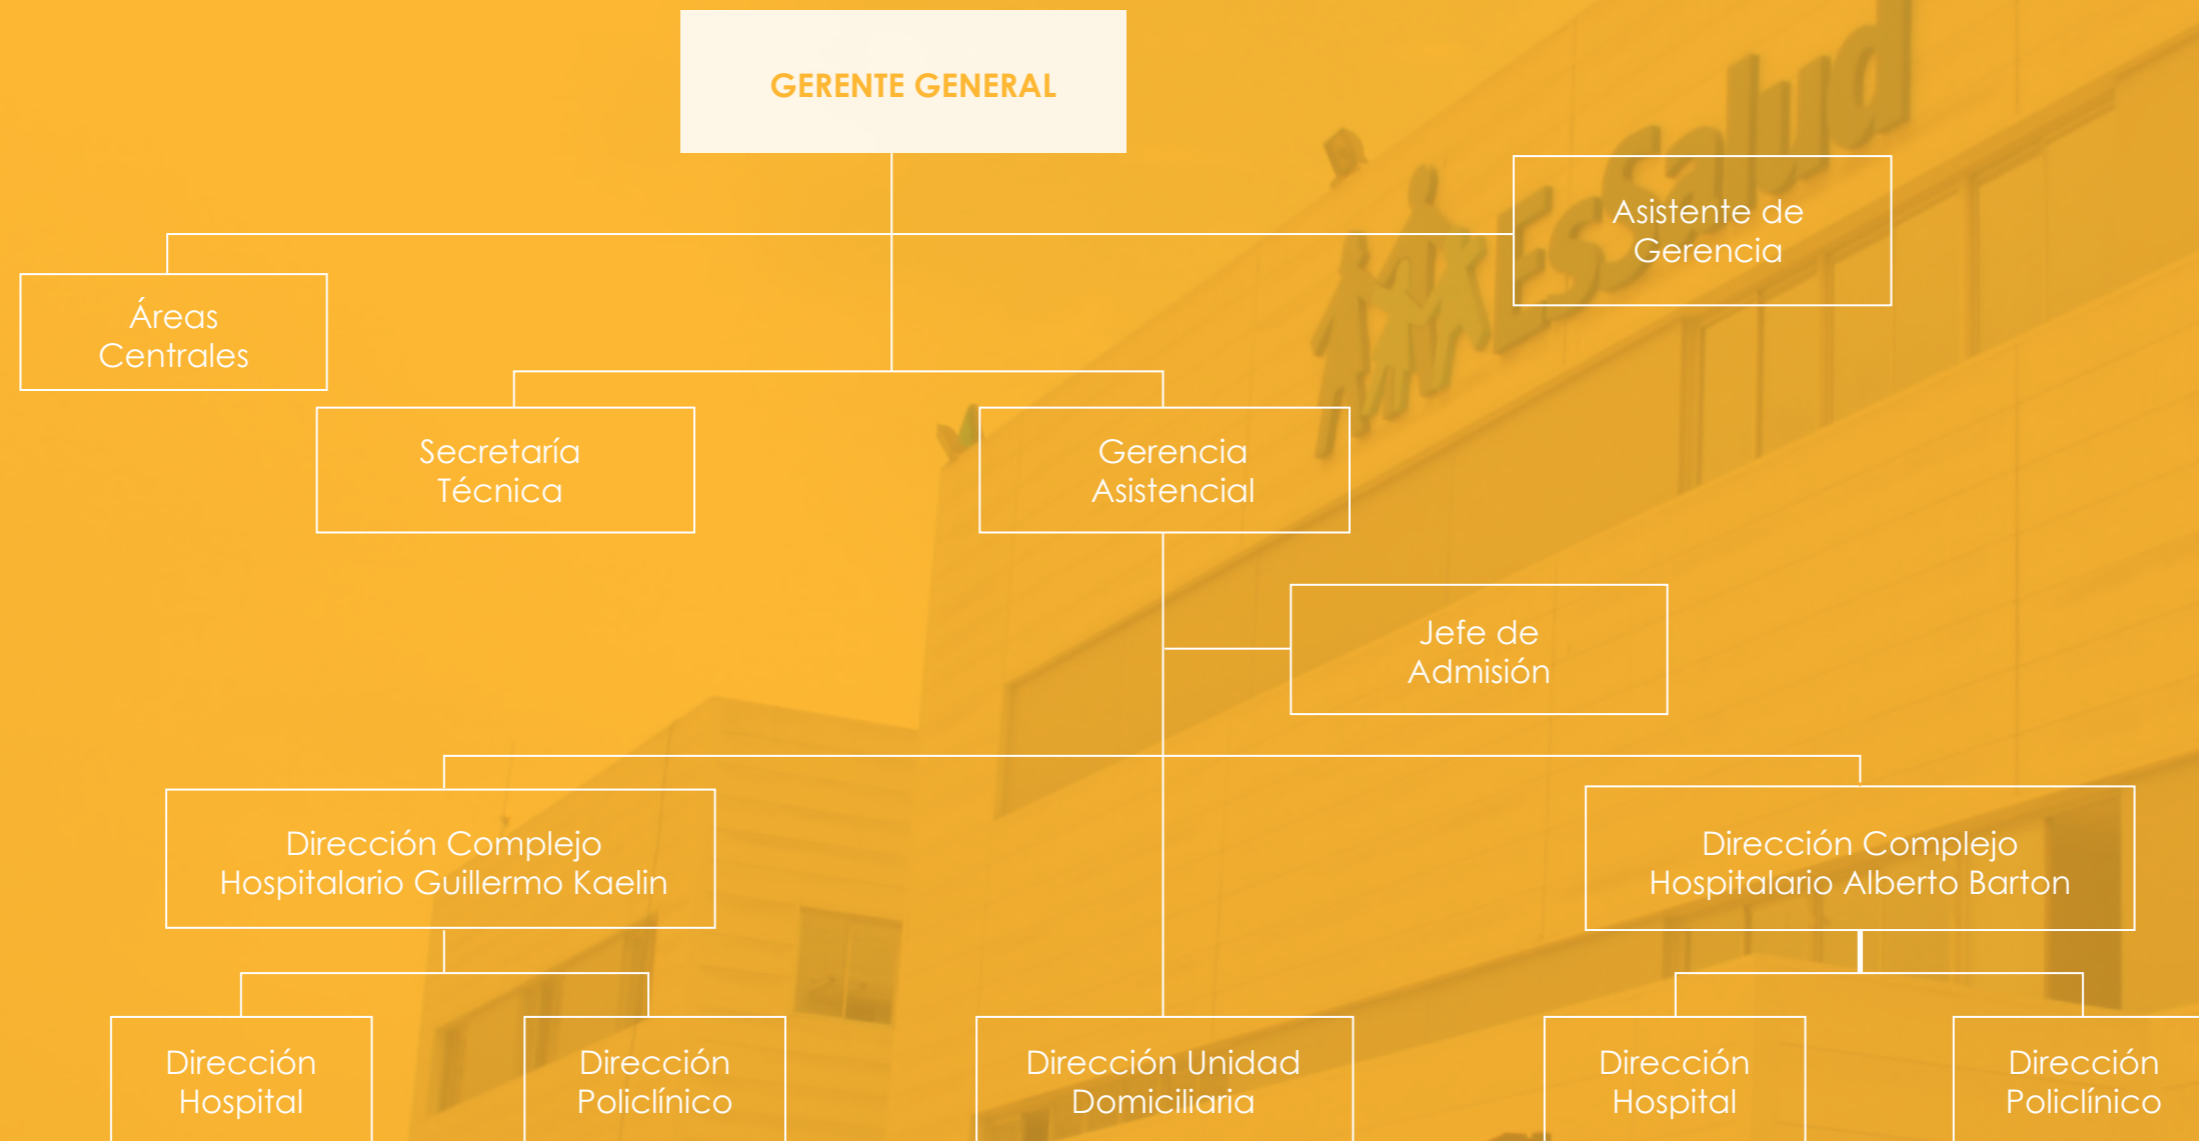 GERENTE GENERAL
EsSalud
Asistente de
Gerencia
Áreas
Centrales
Secretaría
Técnica
Gerencia
Asistencial
Jefe de
Admisión
Dirección Complejo
Hospitalario Guillermo Kaelin
Dirección Complejo
Hospitalario Alberto Barton
Dirección
Hospital
Dirección
Policlínico
Dirección Unidad
Domiciliaria
Dirección
Hospital
Dirección
Policlínico